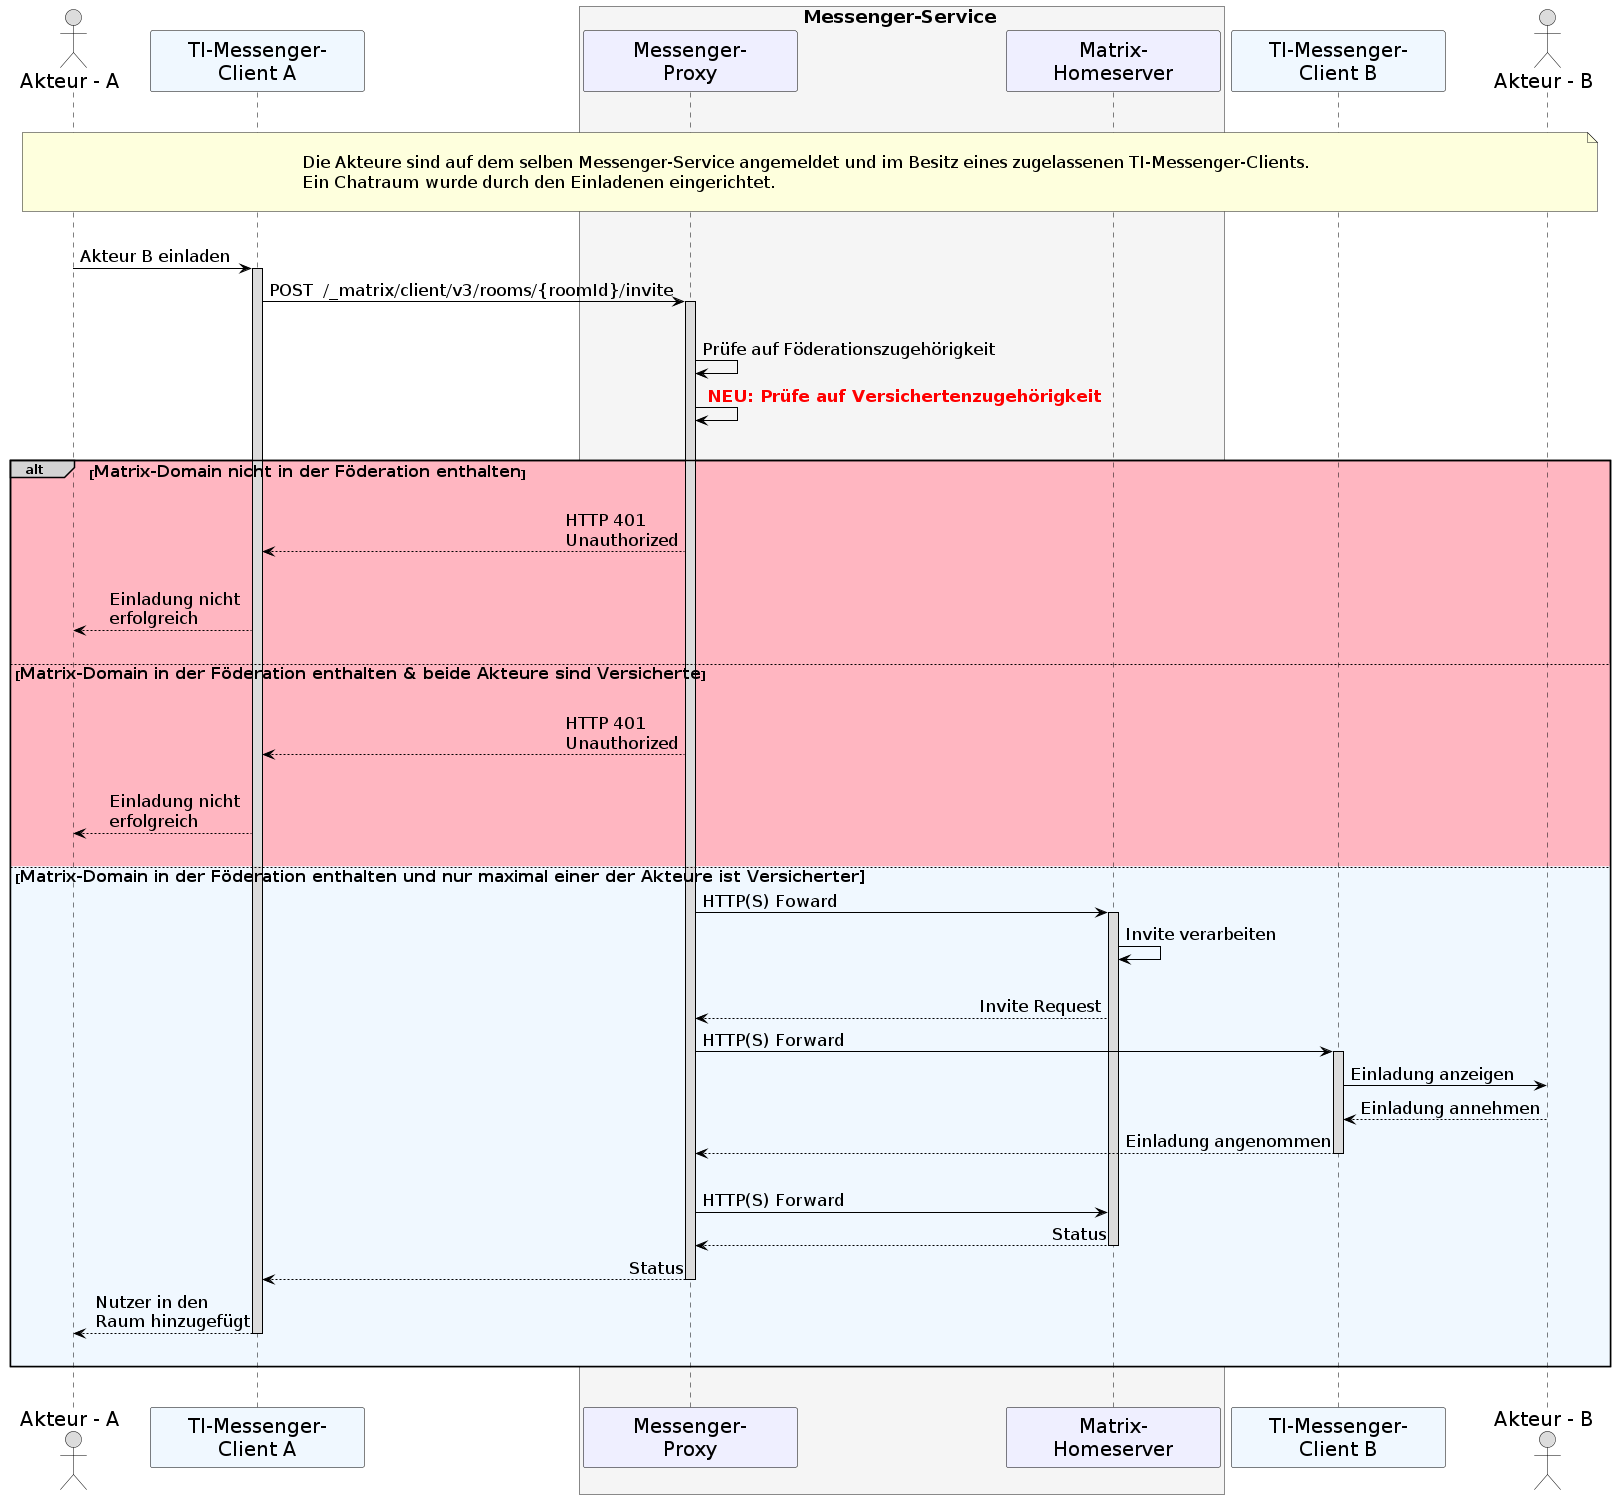 Messenger-Service
Akteur - A
TI-Messenger-
Client A
Messenger-
Proxy
Matrix-
Homeserver
TI-Messenger-
Client B
Akteur - B
Die Akteure sind auf dem selben Messenger-Service angemeldet und im Besitz eines zugelassenen TI-Messenger-Clients.
Ein Chatraum wurde durch den Einladenen eingerichtet.
Akteur B einladen
POST  /_matrix/client/v3/rooms/{roomId}/invite
Prüfe auf Föderationszugehörigkeit
NEU: Prüfe auf Versichertenzugehörigkeit
alt
[Matrix-Domain nicht in der Föderation enthalten]
HTTP 401
Unauthorized
Einladung nicht
erfolgreich
[Matrix-Domain in der Föderation enthalten & beide Akteure sind Versicherte]
HTTP 401
Unauthorized
Einladung nicht
erfolgreich
[Matrix-Domain in der Föderation enthalten und nur maximal einer der Akteure ist Versicherter]
HTTP(S) Foward
Invite verarbeiten
Invite Request
HTTP(S) Forward
Einladung anzeigen
Einladung annehmen
Einladung angenommen
HTTP(S) Forward
Status
Status
Nutzer in den
Raum hinzugefügt
Akteur - A
TI-Messenger-
Client A
Messenger-
Proxy
Matrix-
Homeserver
TI-Messenger-
Client B
Akteur - B